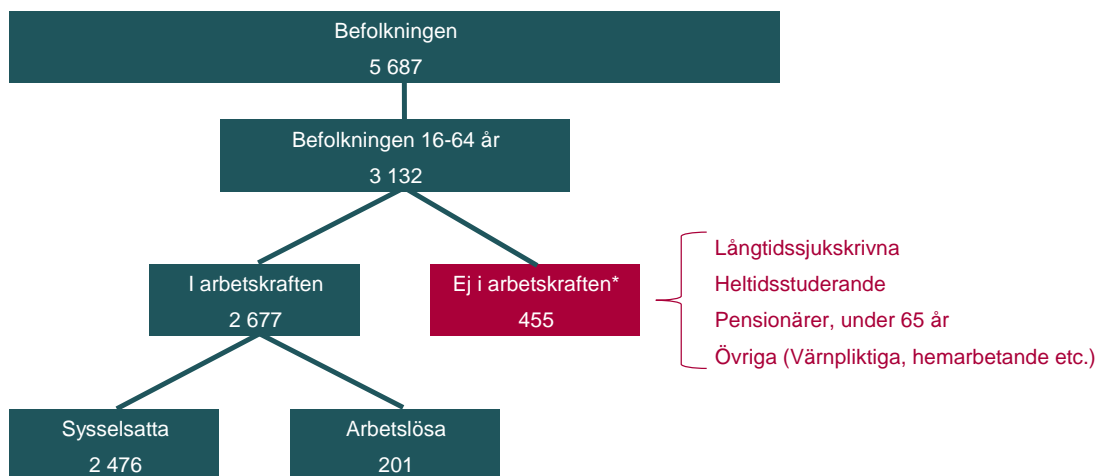 Befolkningen
5 687
Befolkningen 16-64 år
3 132
I arbetskraften
2 677
Ej i arbetskraften*
455
Långtidssjukskrivna
Heltidsstuderande
Pensionärer, under 65 år
Övriga (Värnpliktiga, hemarbetande etc.)
Sysselsatta
2 476
Arbetslösa
201